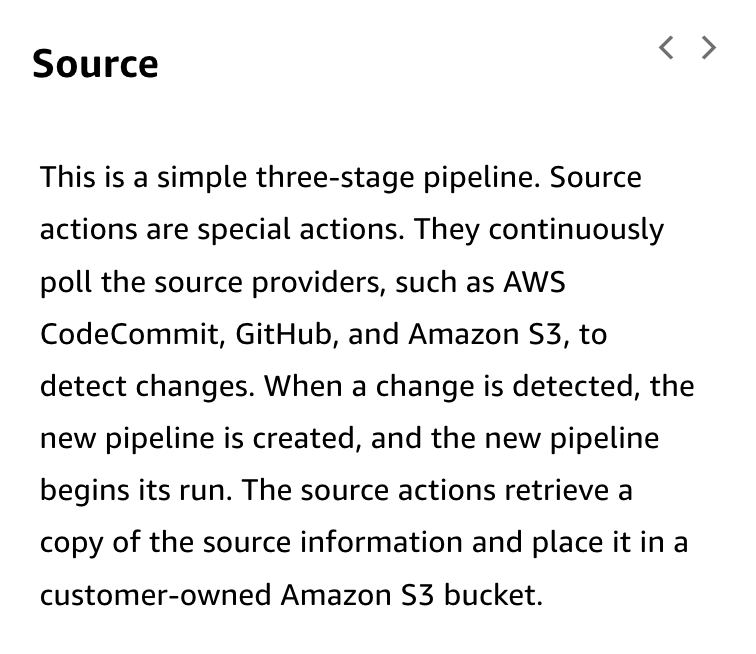 Source
This is a simple three-stage pipeline. Source
actions are special actions. They continuously
poll the source providers, such as AWS
CodeCommit, GitHub, and Amazon S3, to
detect changes. When a change is detected, the
new pipeline is created, and the new pipeline
begins its run. The source actions retrieve a
copy of the source information and place it in a
customer-owned Amazon S3 bucket.